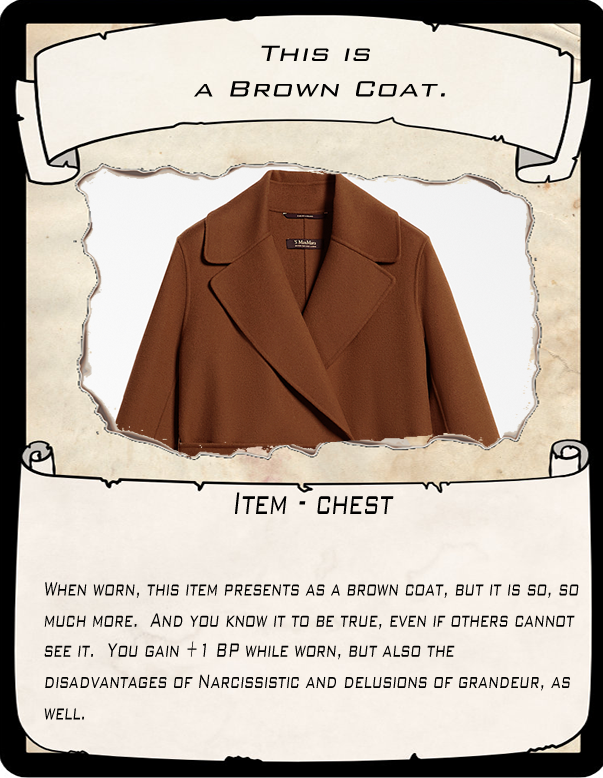 This is
a Brown Coat.
'S MaxMara
Item - chest
When worn, this item presents as a brown coat, but it is so, so
much more. And you know it to be true, even if others cannot
see it. You gain +1 BP while worn, but also the
disadvantages of Narcissistic and delusions of grandeur, as
well.